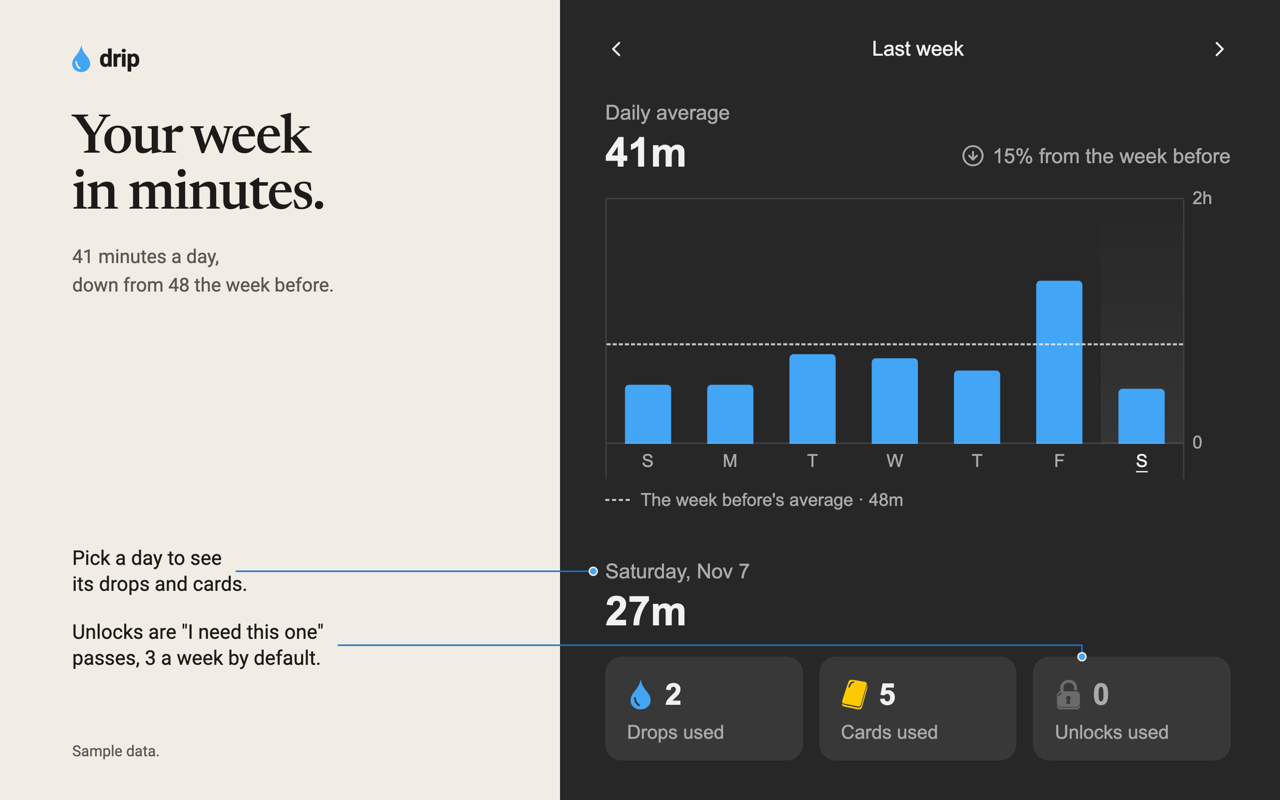 drip
Your week
in minutes.
41 minutes a day,
down from 48 the week before.
Pick a day to see
its drops and cards.
Unlocks are "I need this one"
passes, 3 a week by default.
Sample data.
Last week
Daily average
41m
15% from the week before
2h
0
S M T W T F S
The week before's average · 48m
Saturday, Nov 7
27m
2
Drops used
5
Cards used
0
Unlocks used